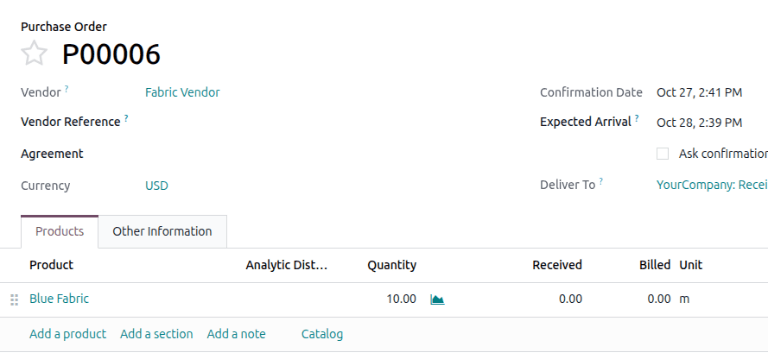 Purchase Order
P00006
Vendor ? Fabric Vendor
Confirmation Date Oct 27, 2:41 PM
Vendor Reference ?
Expected Arrival ? Oct 28, 2:39 PM
Agreement
Ask confirmation
Currency USD
Deliver To ? YourCompany: Recei
Products Other Information
Product Analytic Dist... Quantity Received Billed Unit
Blue Fabric 10.00 0.00 0.00 m
Add a product Add a section Add a note Catalog